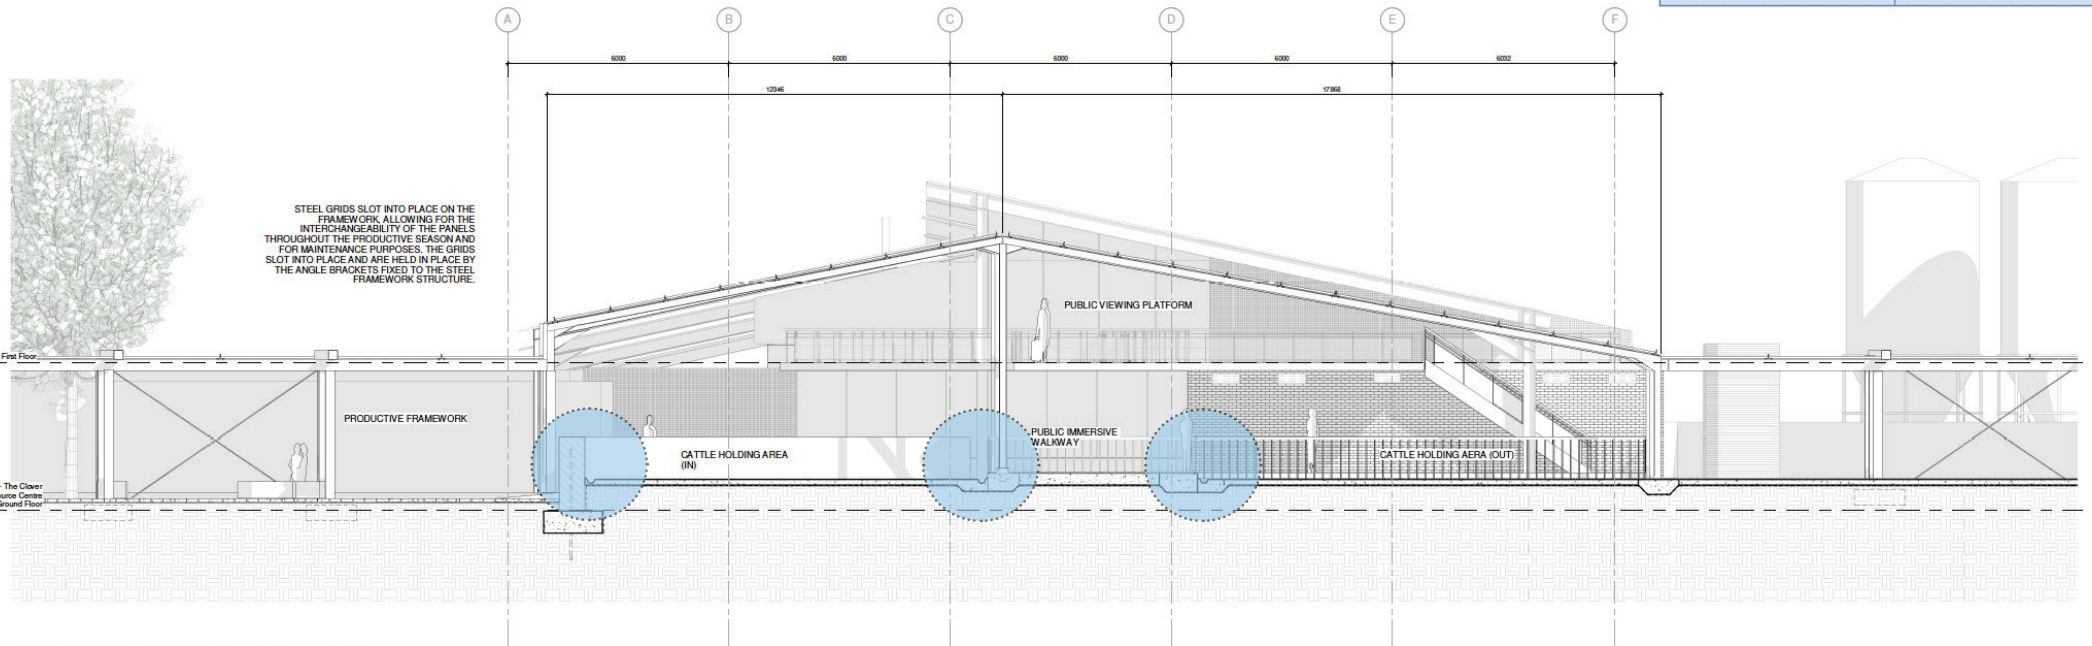 A B C D E F
6000 6000 6000 6000 6032
12346 17868
STEEL GRIDS SLOT INTO PLACE ON THE
FRAMEWORK, ALLOWING FOR THE
INTERCHANGEABILITY OF THE PANELS
THROUGHOUT THE PRODUCTIVE SEASON AND
FOR MAINTENANCE PURPOSES. THE GRIDS
SLOT INTO PLACE AND ARE HELD IN PLACE BY
THE ANGLE BRACKETS FIXED TO THE STEEL
FRAMEWORK STRUCTURE.
PUBLIC VIEWING PLATFORM
First Floor
PRODUCTIVE FRAMEWORK
PUBLIC IMMERSIVE
WALKWAY
CATTLE HOLDING AREA
(IN)
CATTLE HOLDING AERA (OUT)
- The Clover
ource Centre
Ground Floor